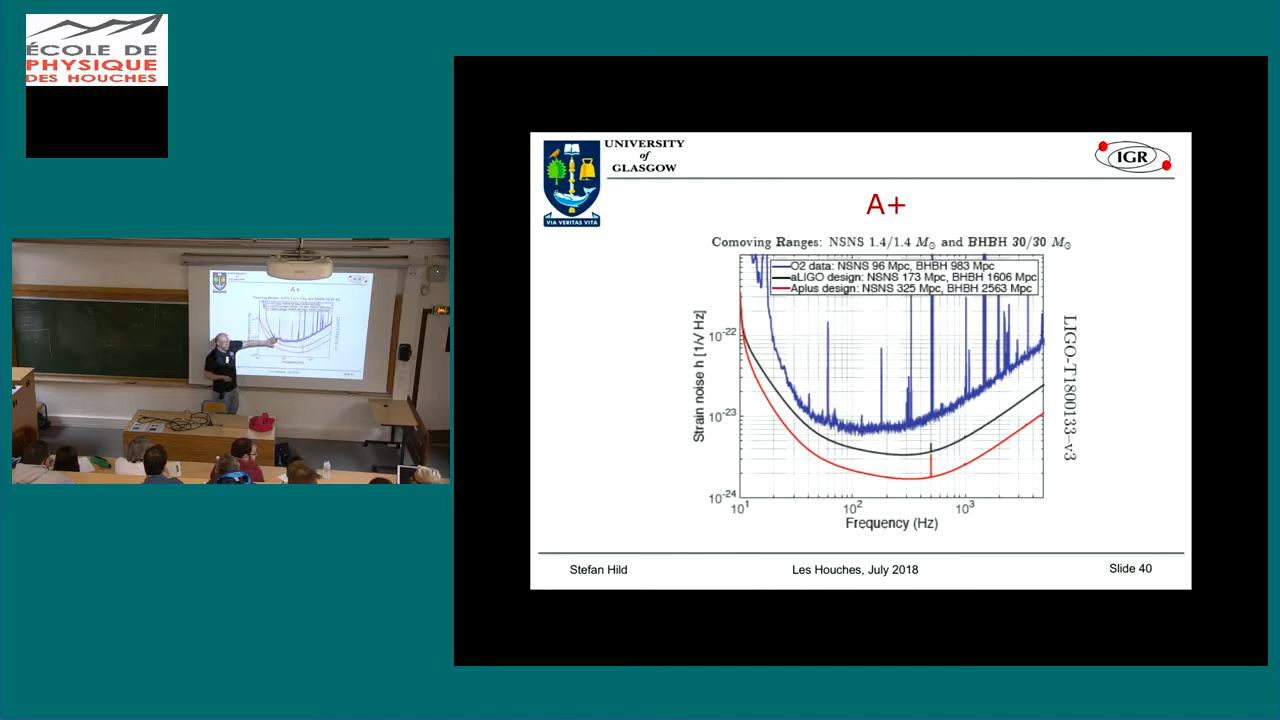 ÉCOLE DE
PHYSIQUE
DES HOUCHES
UNIVERSITY
of
GLASGOW
VIA VERITAS VITA
IGR
A+
Comoving Ranges: NSNS 1.4/1.4 M⊙ and BHBH 30/30 M⊙
O2 data: NSNS 96 Mpc, BHBH 983 Mpc
aLIGO design: NSNS 173 Mpc, BHBH 1606 Mpc
Aplus design: NSNS 325 Mpc, BHBH 2563 Mpc
Strain noise h [1/√Hz]
10⁻²²
10⁻²³
10⁻²⁴
10¹
10²
10³
Frequency (Hz)
LIGO-T1800133-v3
Stefan Hild
Les Houches, July 2018
Slide 40
A+